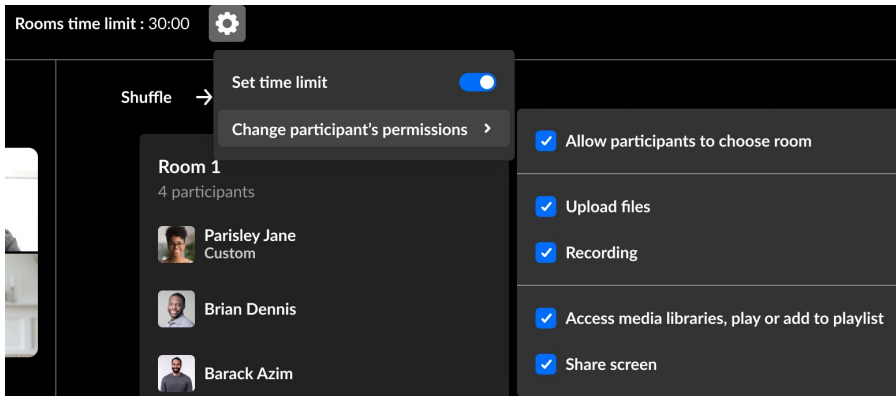 Rooms time limit : 30:00
Set time limit
Shuffle
Change participant's permissions
Allow participants to choose room
Room 1
4 participants
Upload files
Parisley Jane
Custom
Recording
Brian Dennis
Access media libraries, play or add to playlist
Share screen
Barack Azim